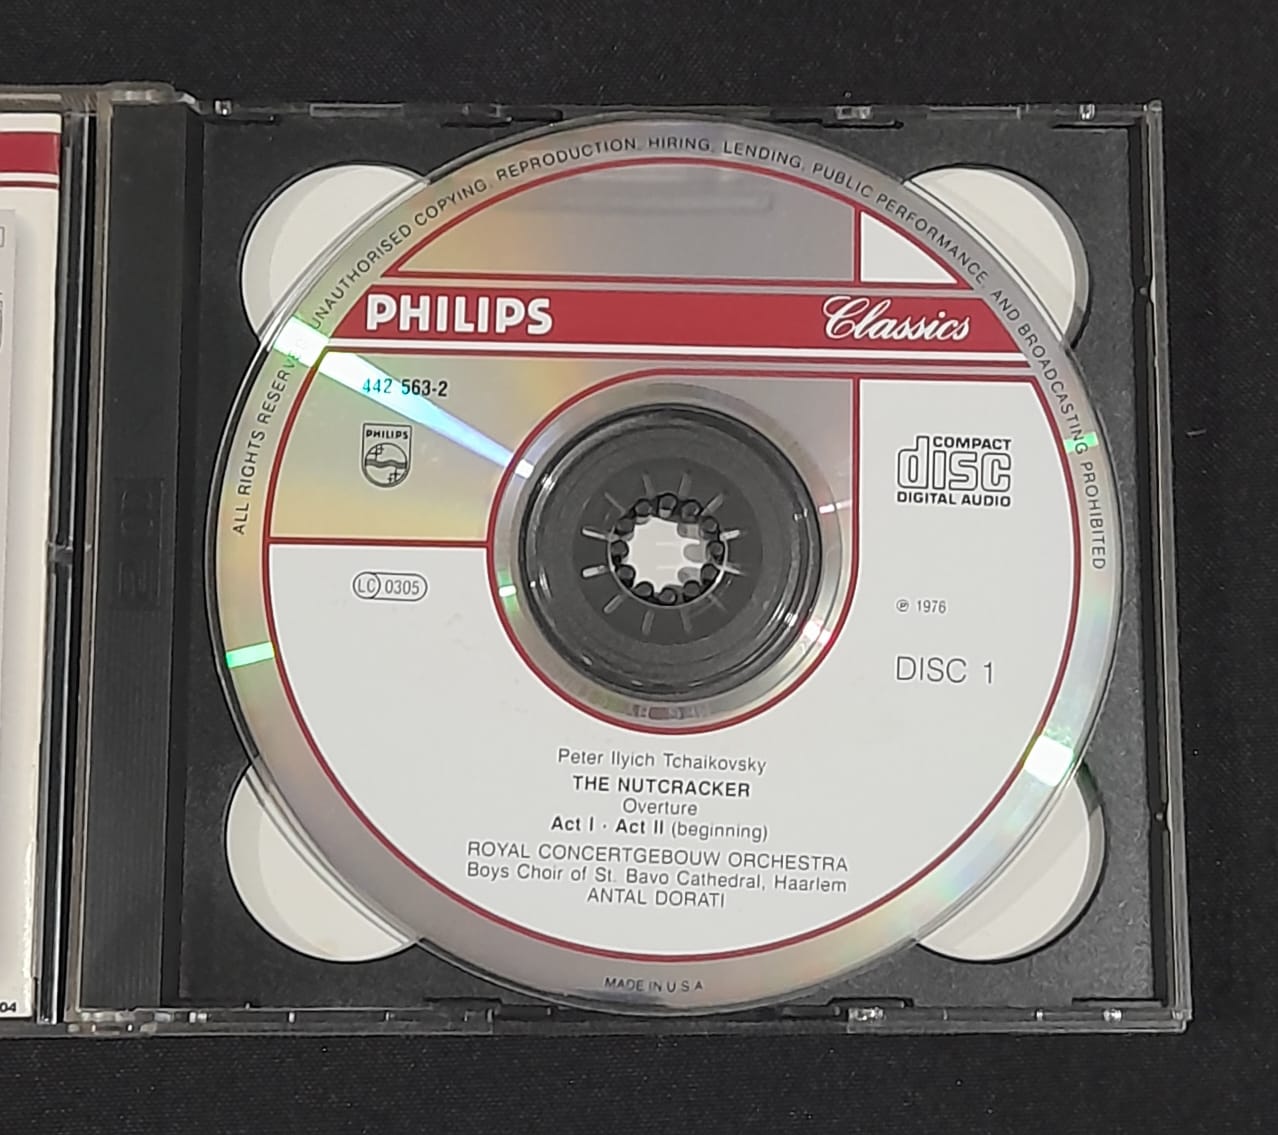 ALL RIGHTS RESERVED UNAUTHORISED COPYING, REPRODUCTION, HIRING, LENDING, PUBLIC PERFORMANCE, AND BROADCASTING PROHIBITED
PHILIPS Classics
442 563-2
PHILIPS
COMPACT
disc
DIGITAL AUDIO
LC 0305
℗ 1976
DISC 1
Peter Ilyich Tchaikovsky
THE NUTCRACKER
Overture
Act I · Act II (beginning)
ROYAL CONCERTGEBOUW ORCHESTRA
Boys Choir of St. Bavo Cathedral, Haarlem
ANTAL DORATI
MADE IN U.S.A
04